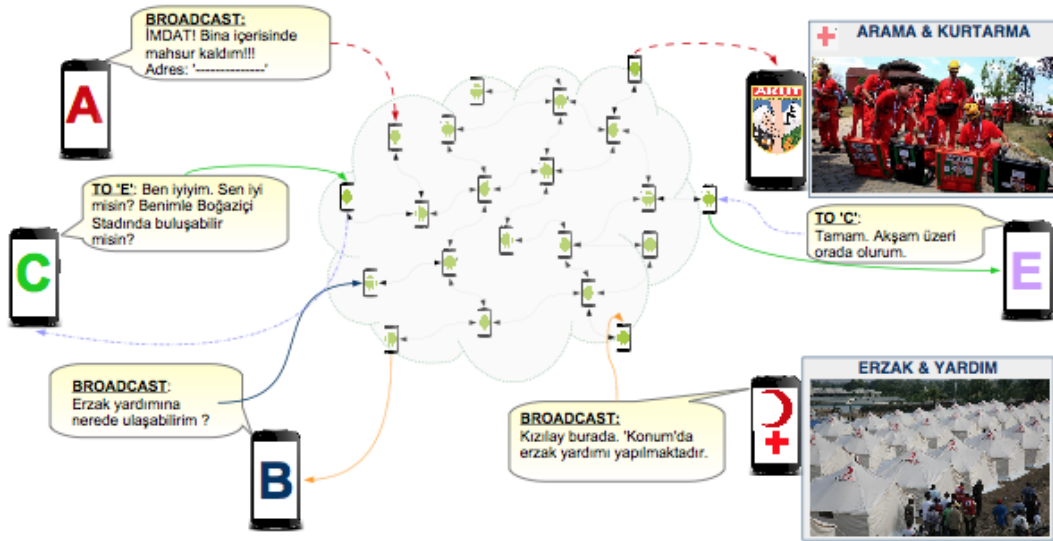 BROADCAST:
İMDAT! Bina içerisinde
mahsur kaldım!!!
Adres: '--------------'
A
ARAMA & KURTARMA
AKUT
TO 'E': Ben iyiyim. Sen iyi
misin? Benimle Boğaziçi
Stadında buluşabilir
misin?
C
TO 'C':
Tamam. Akşam üzeri
orada olurum.
E
BROADCAST:
Erzak yardımına
nerede ulaşabilirim ?
B
BROADCAST:
Kızılay burada. 'Konum'da
erzak yardımı yapılmaktadır.
ERZAK & YARDIM